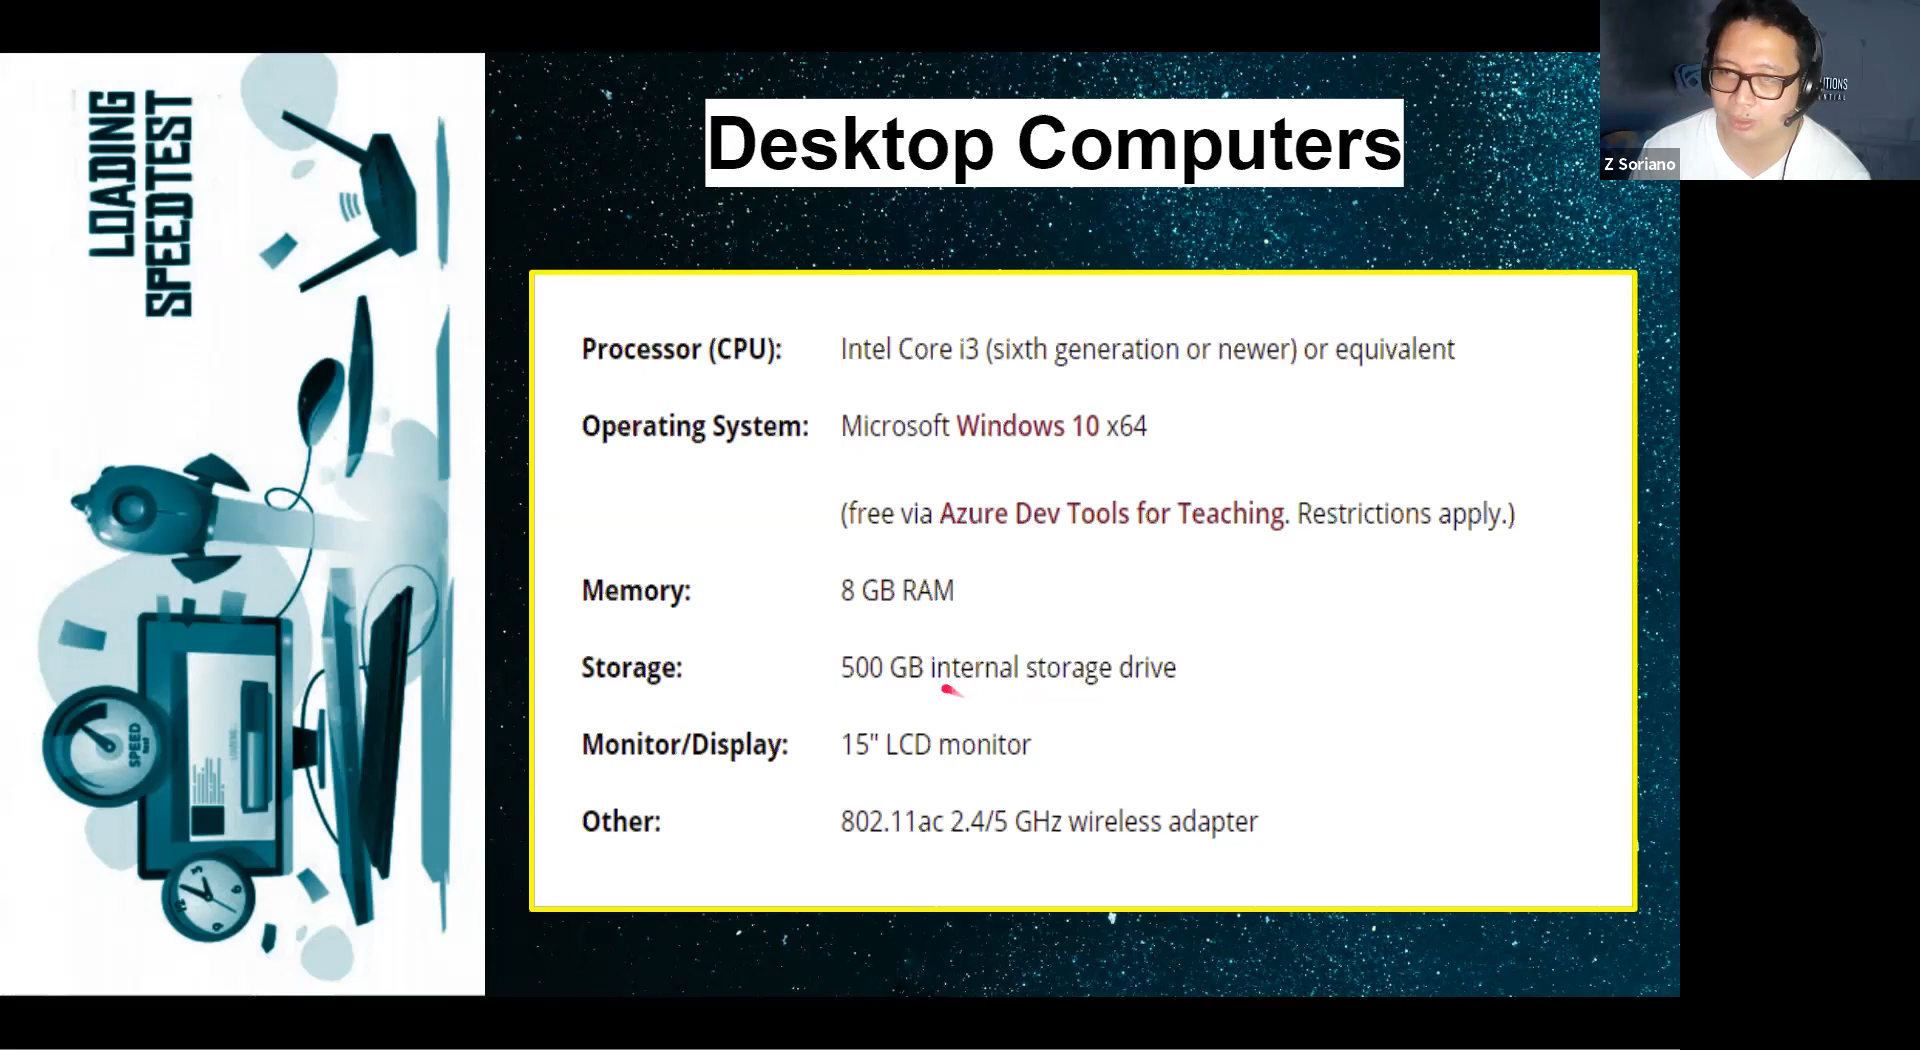 LOADING
SPEEDTEST
Desktop Computers
Z Soriano
Processor (CPU): Intel Core i3 (sixth generation or newer) or equivalent
Operating System: Microsoft Windows 10 x64
(free via Azure Dev Tools for Teaching. Restrictions apply.)
Memory: 8 GB RAM
Storage: 500 GB internal storage drive
Monitor/Display: 15" LCD monitor
Other: 802.11ac 2.4/5 GHz wireless adapter
SPEED